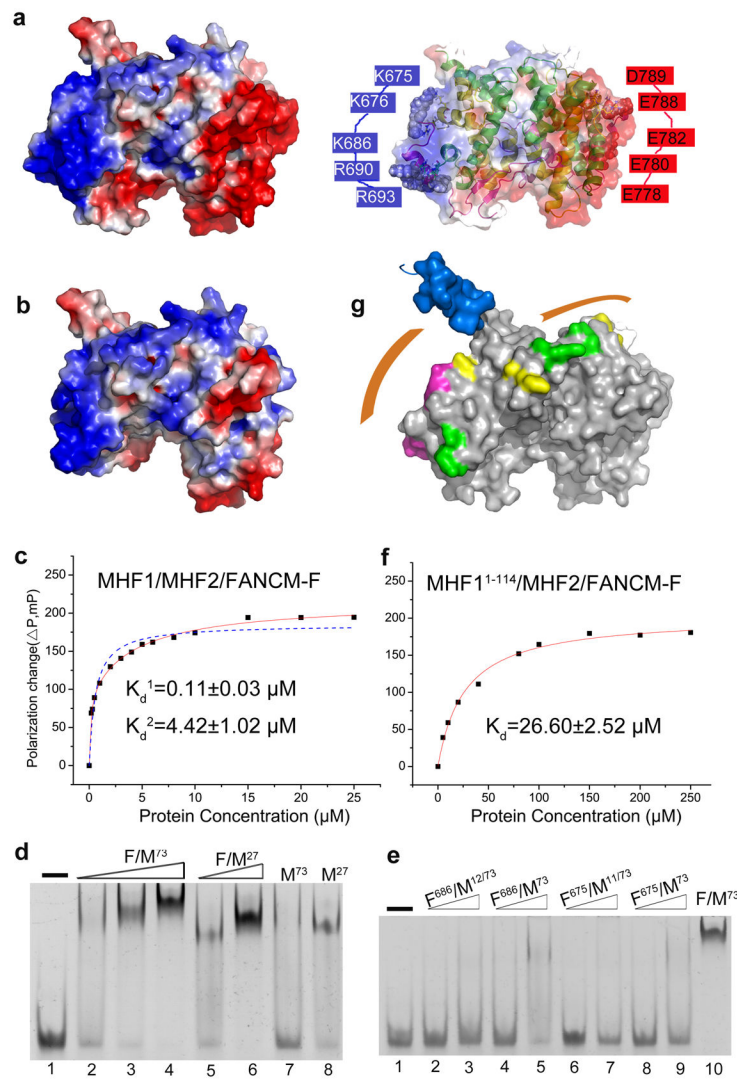 a
K675
K676
K686
R690
R693
D789
E788
E782
E780
E778
b
g
c
MHF1/MHF2/FANCM-F
Polarization change(△P,mP)
250
200
150
100
50
0
K_d^1=0.11±0.03 µM
K_d^2=4.42±1.02 µM
0 5 10 15 20 25
Protein Concentration (µM)
f
MHF1^1-114/MHF2/FANCM-F
250
200
150
100
50
0
K_d=26.60±2.52 µM
0 50 100 150 200 250
Protein Concentration (µM)
d
F/M^73 F/M^27 M^73 M^27
1 2 3 4 5 6 7 8
e
F^686/M^12/73 F^686/M^73 F^675/M^11/73 F^675/M^73 F/M^73
1 2 3 4 5 6 7 8 9 10